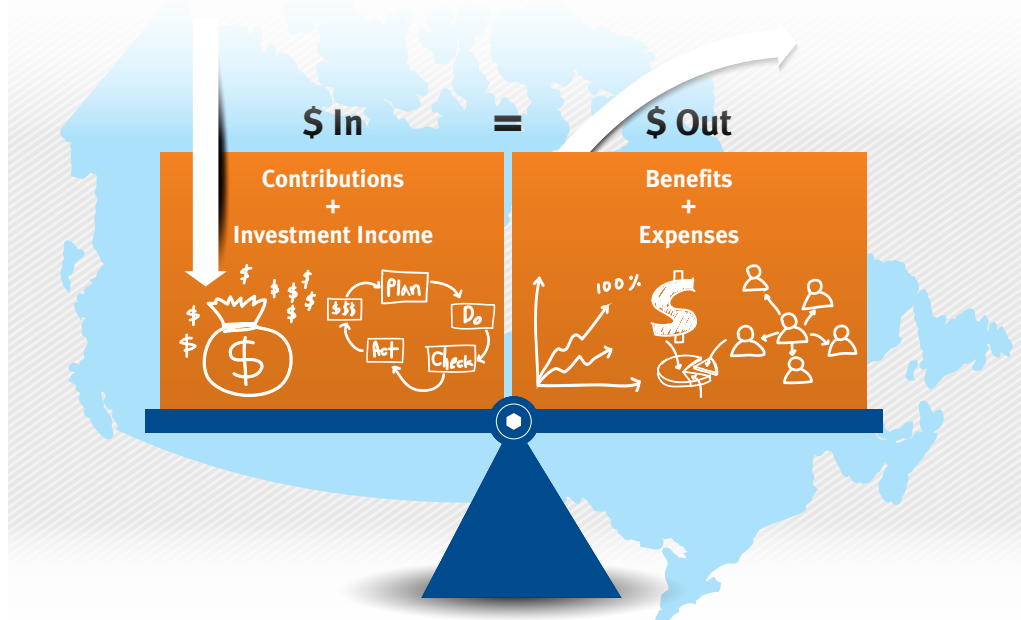 $ In = $ Out
Contributions
+
Investment Income
Benefits
+
Expenses
$
$
$
$
$
$
$
$
$
$$$
Plan
Do
Check
Act
100%
$